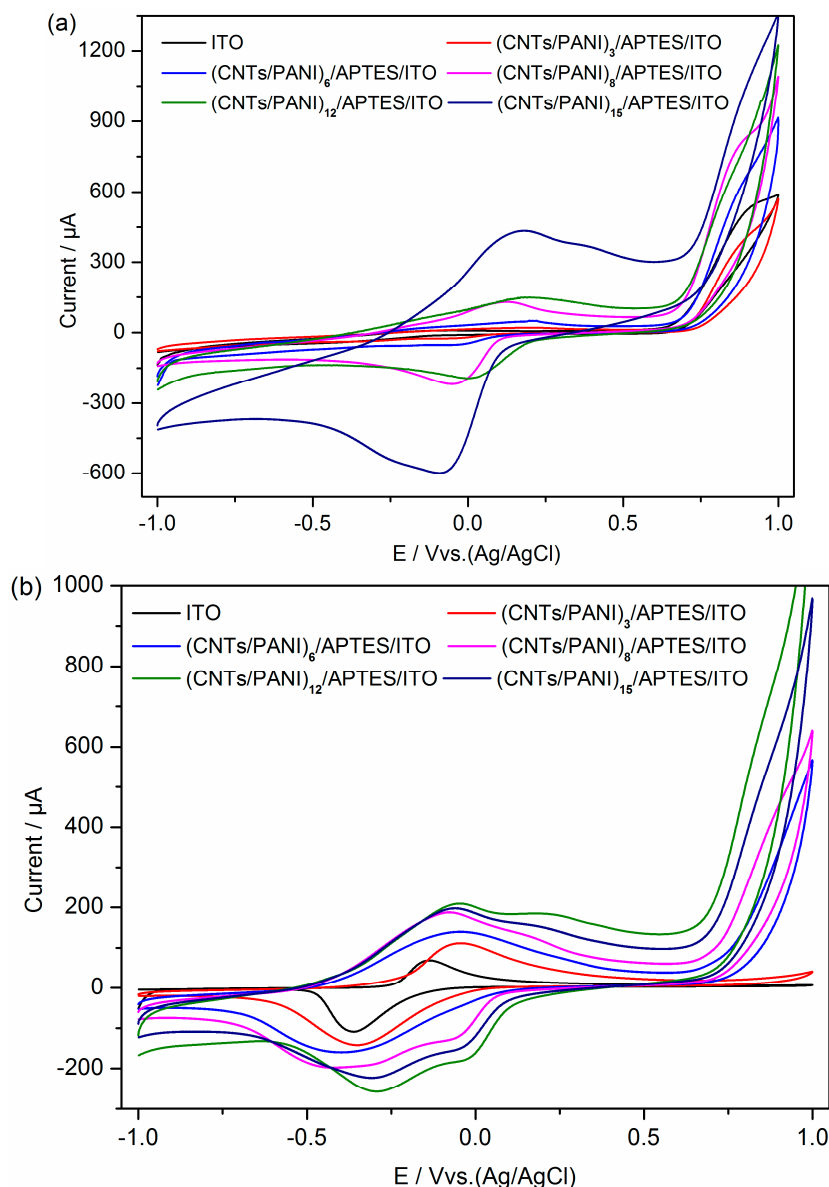 (a)
ITO (CNTs/PANI)3/APTES/ITO
(CNTs/PANI)6/APTES/ITO (CNTs/PANI)8/APTES/ITO
(CNTs/PANI)12/APTES/ITO (CNTs/PANI)15/APTES/ITO
1200
900
600
300
0
-300
-600
Current / µA
-1.0 -0.5 0.0 0.5 1.0
E / Vvs.(Ag/AgCl)
(b)
ITO (CNTs/PANI)3/APTES/ITO
(CNTs/PANI)6/APTES/ITO (CNTs/PANI)8/APTES/ITO
(CNTs/PANI)12/APTES/ITO (CNTs/PANI)15/APTES/ITO
1000
800
600
400
200
0
-200
Current / µA
-1.0 -0.5 0.0 0.5 1.0
E / Vvs.(Ag/AgCl)